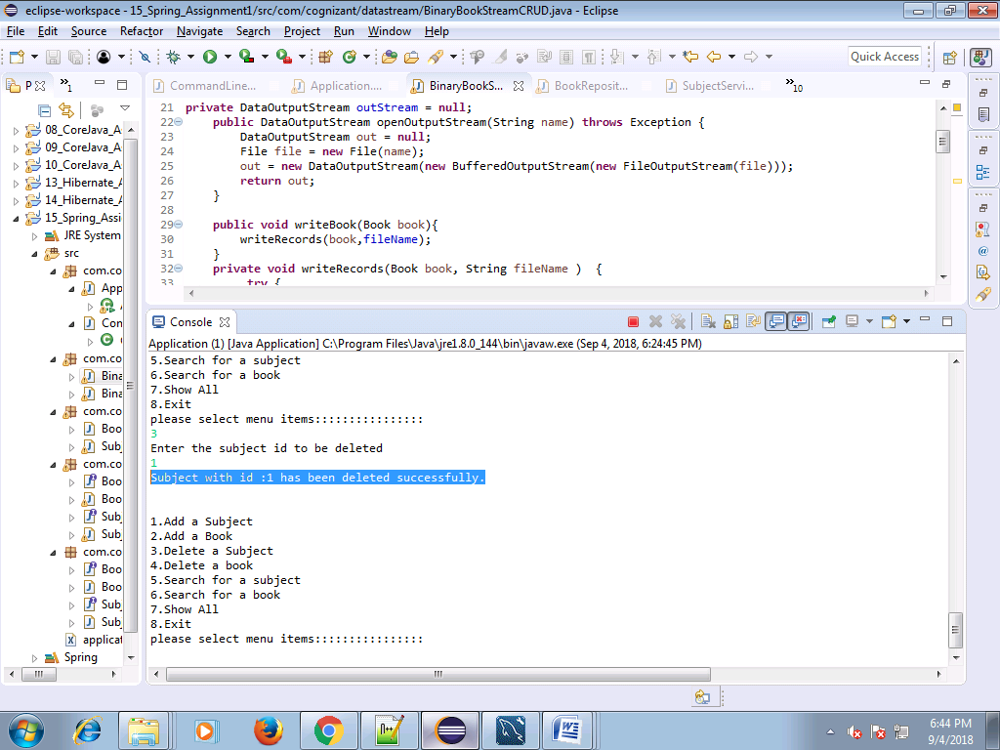 eclipse-workspace - 15_Spring_Assignment1/src/com/cognizant/datastream/BinaryBookStreamCRUD.java - Eclipse
File Edit Source Refactor Navigate Search Project Run Window Help
Quick Access
P
1
CommandLine...
Application....
BinaryBookS...
BookReposit...
SubjectServi...
10
08_CoreJava_A
09_CoreJava_A
10_CoreJava_A
13_Hibernate_A
14_Hibernate_A
15_Spring_Assi
JRE System
src
com.co
App
Com
com.co
Bina
Bina
com.co
Boo
Subj
com.co
Boo
Boo
Subj
Subj
com.co
Boo
Boo
Subj
Subj
applicat
Spring
21 private DataOutputStream outStream = null;
22 public DataOutputStream openOutputStream(String name) throws Exception {
23 DataOutputStream out = null;
24 File file = new File(name);
25 out = new DataOutputStream(new BufferedOutputStream(new FileOutputStream(file)));
26 return out;
27 }
28
29 public void writeBook(Book book){
30 writeRecords(book,fileName);
31 }
32 private void writeRecords(Book book, String fileName ) {
33 try {
Console
Application (1) [Java Application] C:\Program Files\Java\jre1.8.0_144\bin\javaw.exe (Sep 4, 2018, 6:24:45 PM)
5.Search for a subject
6.Search for a book
7.Show All
8.Exit
please select menu items::::::::::::::::
3
Enter the subject id to be deleted
1
Subject with id :1 has been deleted successfully.
1.Add a Subject
2.Add a Book
3.Delete a Subject
4.Delete a book
5.Search for a subject
6.Search for a book
7.Show All
8.Exit
please select menu items::::::::::::::::
6:44 PM
9/4/2018